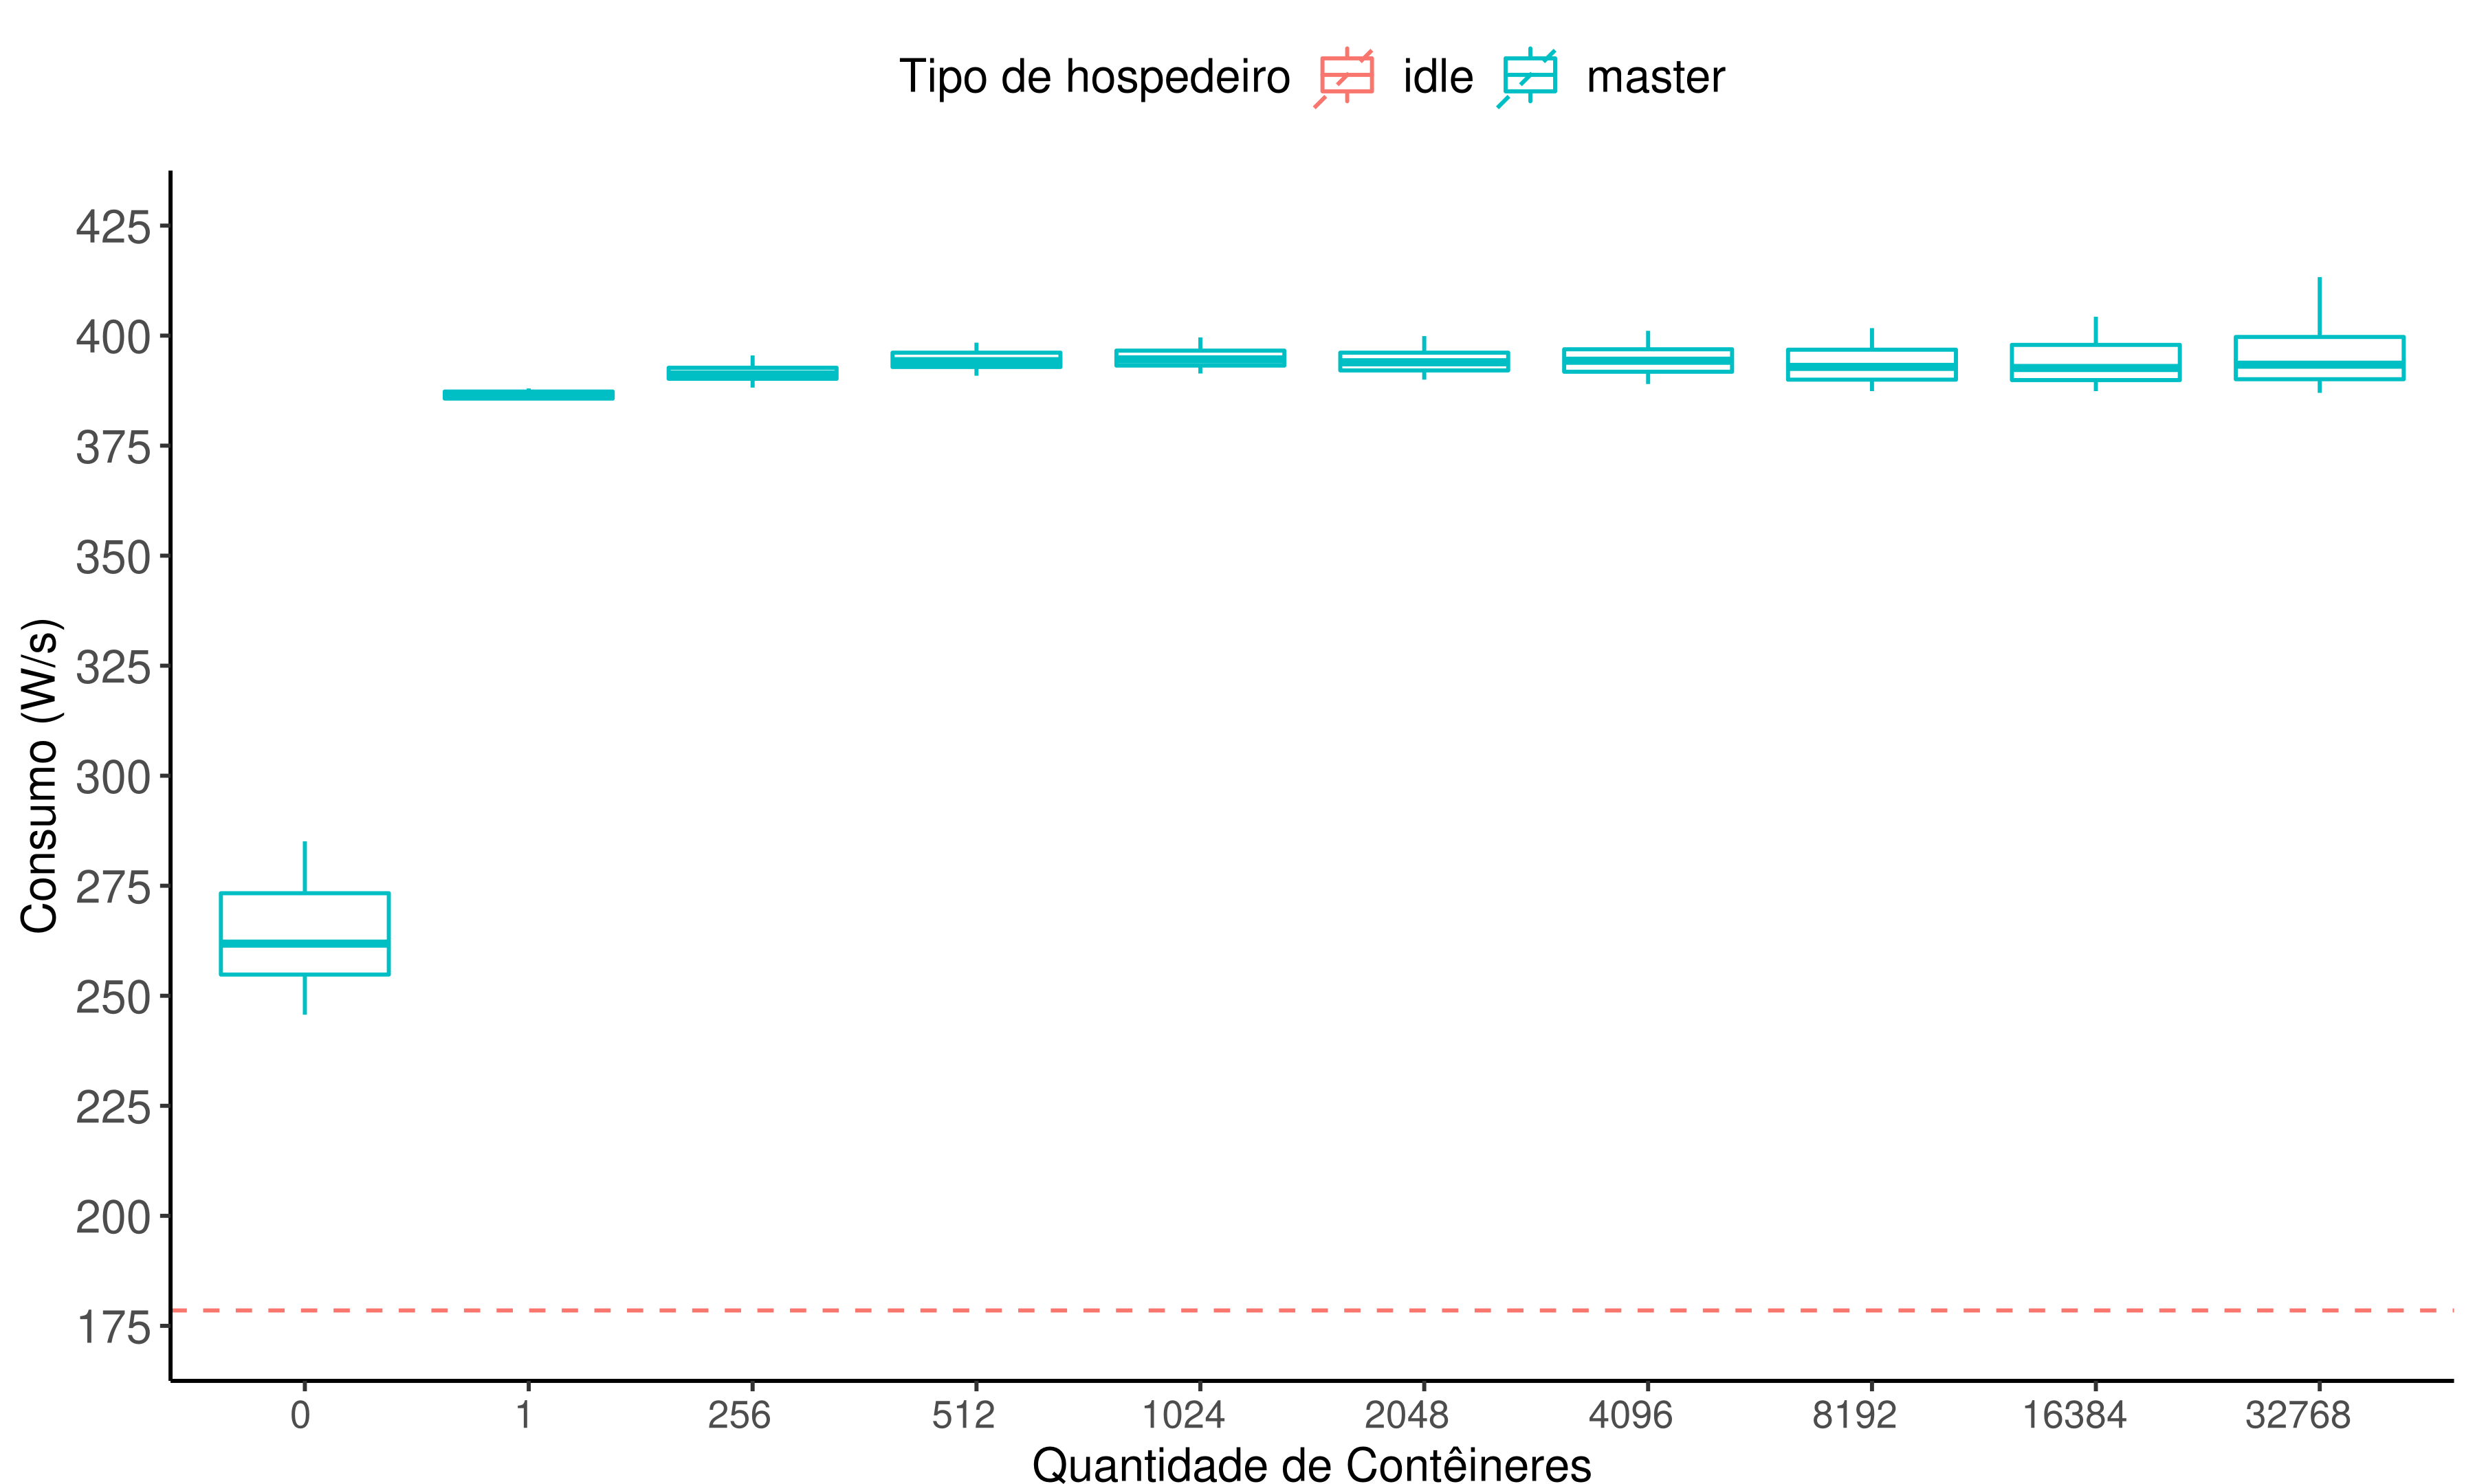 Tipo de hospedeiro idle master
425
400
375
350
325
300
275
250
225
200
175
Consumo (W/s)
0 1 256 512 1024 2048 4096 8192 16384 32768
Quantidade de Contêineres